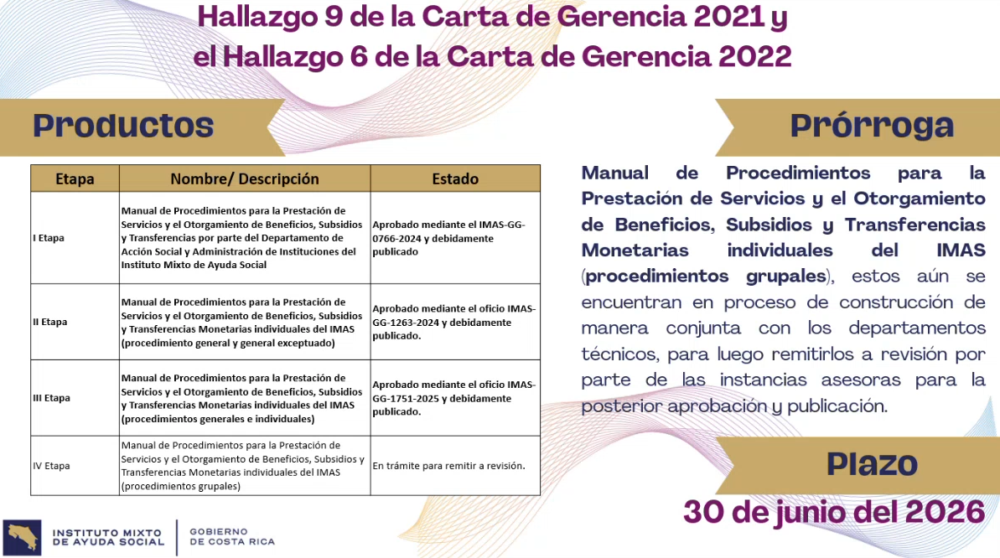 Hallazgo 9 de la Carta de Gerencia 2021 y
el Hallazgo 6 de la Carta de Gerencia 2022
Productos
Etapa Nombre/ Descripción Estado
I Etapa
Manual de Procedimientos para la Prestación de
Servicios y el Otorgamiento de Beneficios, Subsidios
y Transferencias por parte del Departamento de
Acción Social y Administración de Instituciones del
Instituto Mixto de Ayuda Social
Aprobado mediante el IMAS-GG-
0766-2024 y debidamente
publicado
II Etapa
Manual de Procedimientos para la Prestación de
Servicios y el Otorgamiento de Beneficios, Subsidios
y Transferencias Monetarias individuales del IMAS
(procedimiento general y general exceptuado)
Aprobado mediante el oficio IMAS-
GG-1263-2024 y debidamente
publicado.
III Etapa
Manual de Procedimientos para la Prestación de
Servicios y el Otorgamiento de Beneficios, Subsidios
y Transferencias Monetarias individuales del IMAS
(procedimientos generales e individuales)
Aprobado mediante el oficio IMAS-
GG-1751-2025 y debidamente
publicado.
IV Etapa
Manual de Procedimientos para la Prestación de
Servicios y el Otorgamiento de Beneficios, Subsidios y
Transferencias Monetarias individuales del IMAS
(procedimientos grupales)
En trámite para remitir a revisión.
Prórroga
Manual de Procedimientos para la
Prestación de Servicios y el Otorgamiento
de Beneficios, Subsidios y Transferencias
Monetarias individuales del IMAS
(procedimientos grupales), estos aún se
encuentran en proceso de construcción de
manera conjunta con los departamentos
técnicos, para luego remitirlos a revisión por
parte de las instancias asesoras para la
posterior aprobación y publicación.
Plazo
30 de junio del 2026
INSTITUTO MIXTO
DE AYUDA SOCIAL
GOBIERNO
DE COSTA RICA